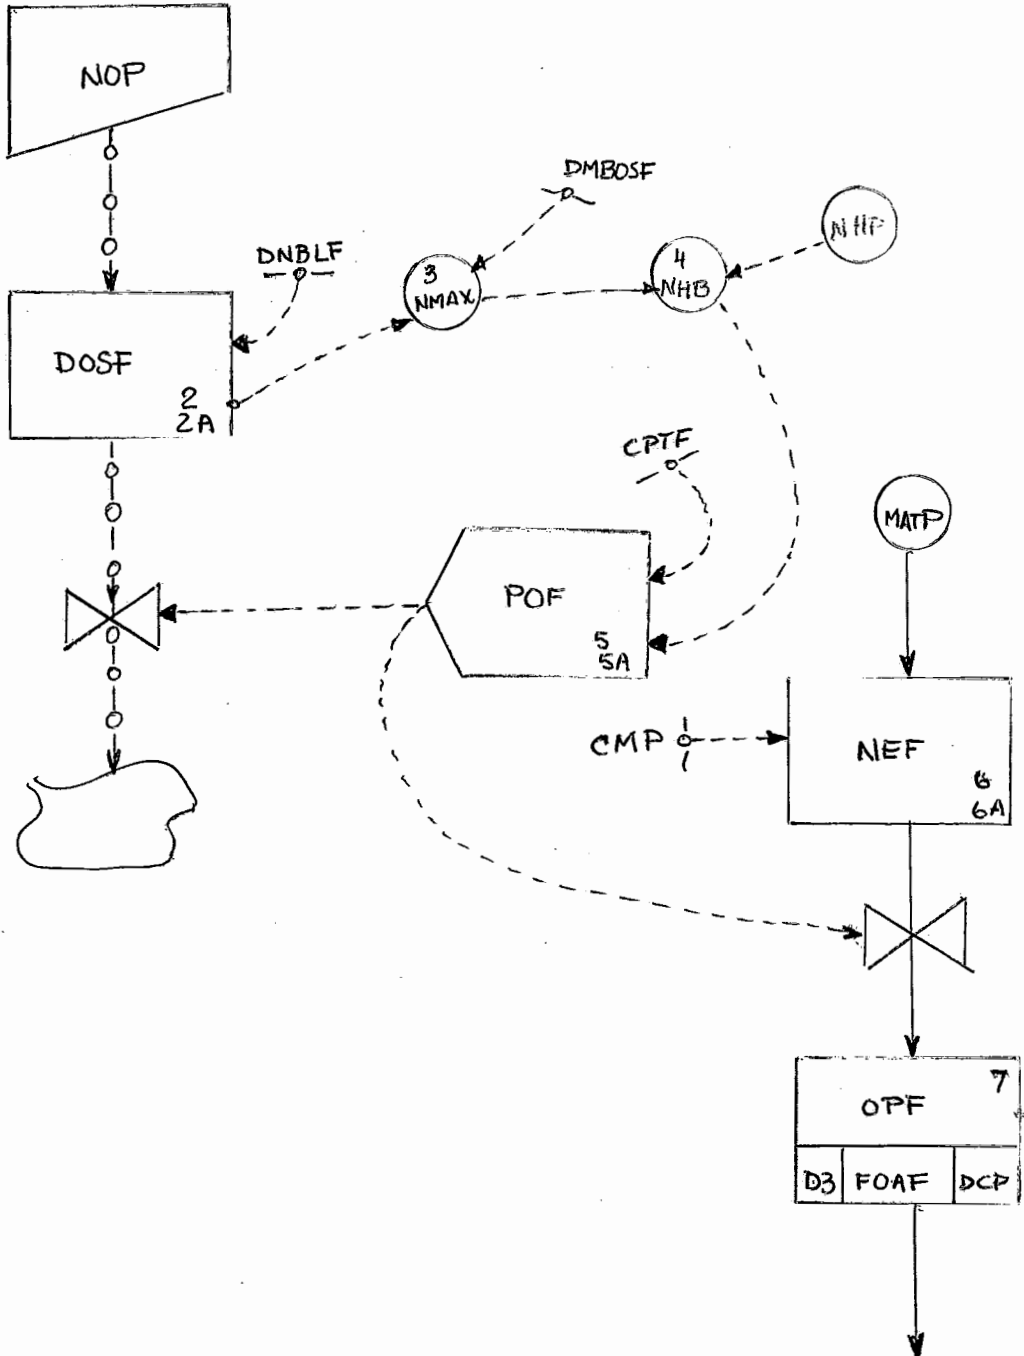 NOP
DMBOSF
NHP
DNBLF
3
NMAX
4
NHB
DOSF
2
2A
CPTF
MATP
POF
5
5A
CMP
NEF
6
6A
7
OPF
D3 FOAF DCP